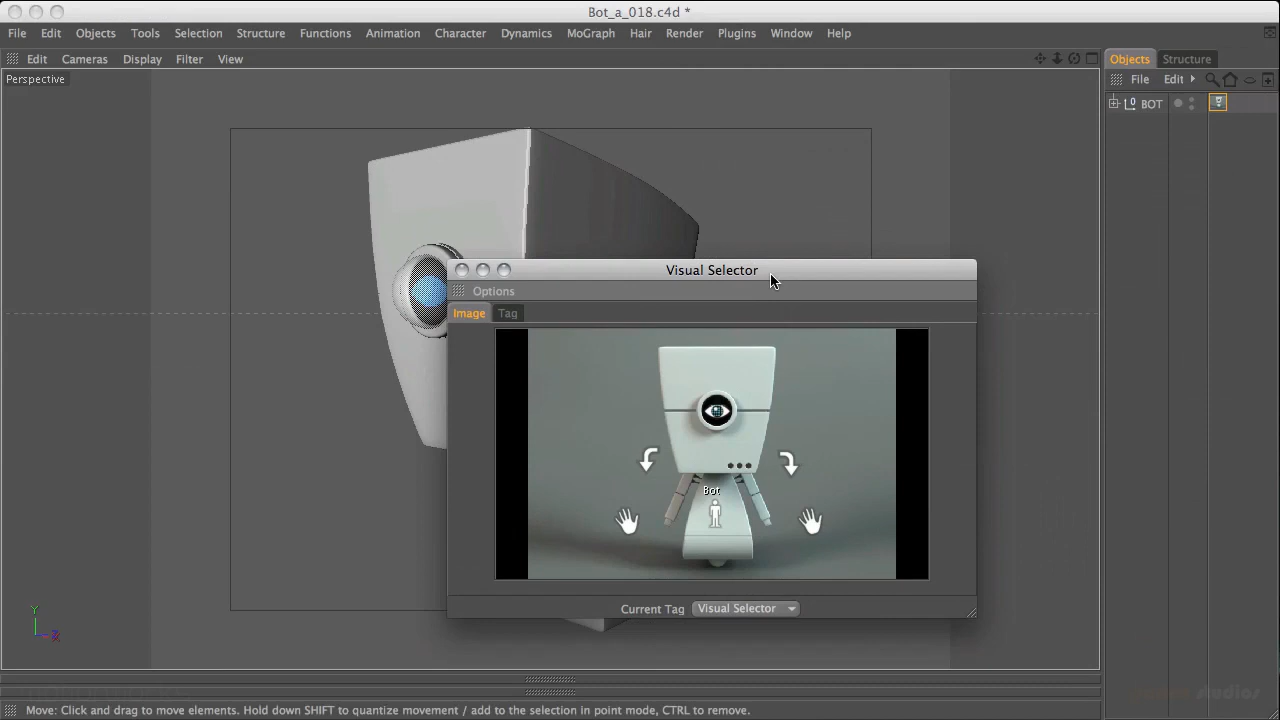 Bot_a_018.c4d *
File Edit Objects Tools Selection Structure Functions Animation Character Dynamics MoGraph Hair Render Plugins Window Help
Edit Cameras Display Filter View
Objects Structure
Perspective
File Edit
BOT
Visual Selector
Options
Image Tag
Bot
Current Tag Visual Selector
Y
Z
Move: Click and drag to move elements. Hold down SHIFT to quantize movement / add to the selection in point mode, CTRL to remove.
studios